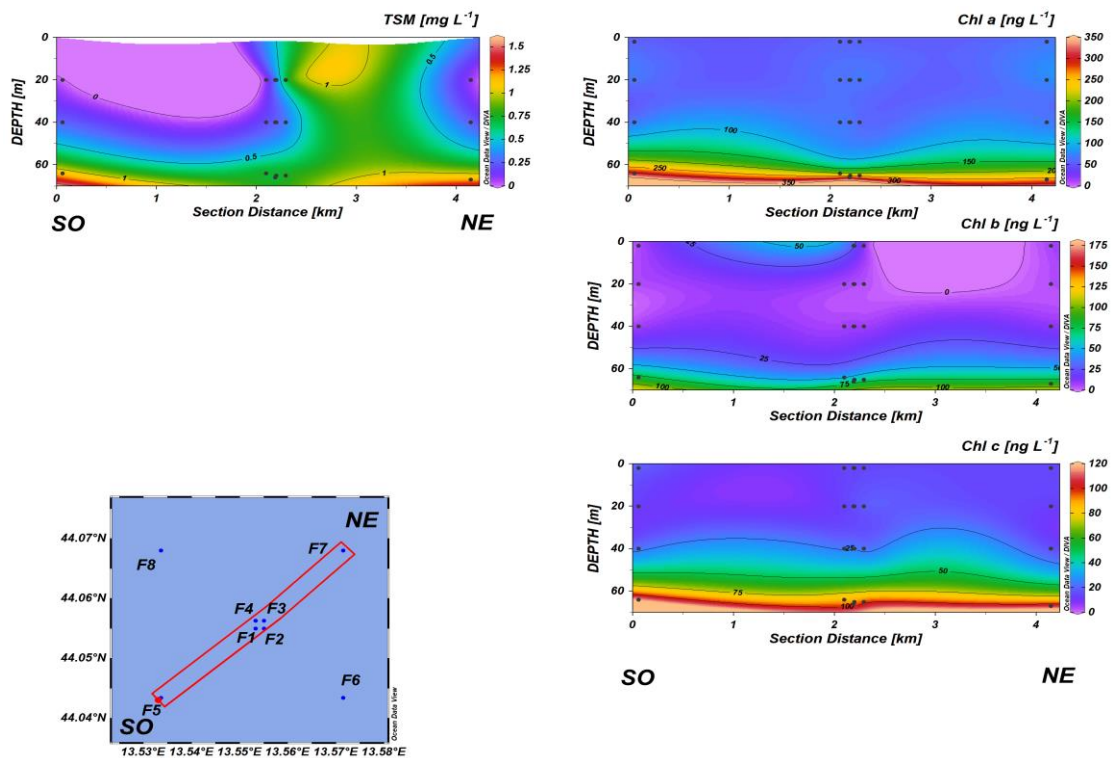 TSM [mg L-1]
DEPTH [m]
0
20
40
60
0
0.5
0.5
1
1
1
1.5
1.25
1
0.75
0.5
0.25
0
Ocean Data View / DIVA
0 1 2 3 4
Section Distance [km]
SO NE
Chl a [ng L-1]
DEPTH [m]
0
20
40
60
100
150
250
200
350
300
350
300
250
200
150
100
50
0
Ocean Data View / DIVA
0 1 2 3 4
Section Distance [km]
Chl b [ng L-1]
DEPTH [m]
0
20
40
60
50
0
25
75
100
100
175
150
125
100
75
50
25
0
Ocean Data View / DIVA
0 1 2 3 4
Section Distance [km]
Chl c [ng L-1]
DEPTH [m]
0
20
40
60
25
50
75
100
120
100
80
60
40
20
0
Ocean Data View / DIVA
0 1 2 3 4
Section Distance [km]
SO NE
44.07°N
44.06°N
44.05°N
44.04°N
NE
F7
F8
F4 F3
F1 F2
F6
F5
SO
13.53°E 13.54°E 13.55°E 13.56°E 13.57°E 13.58°E
Ocean Data View